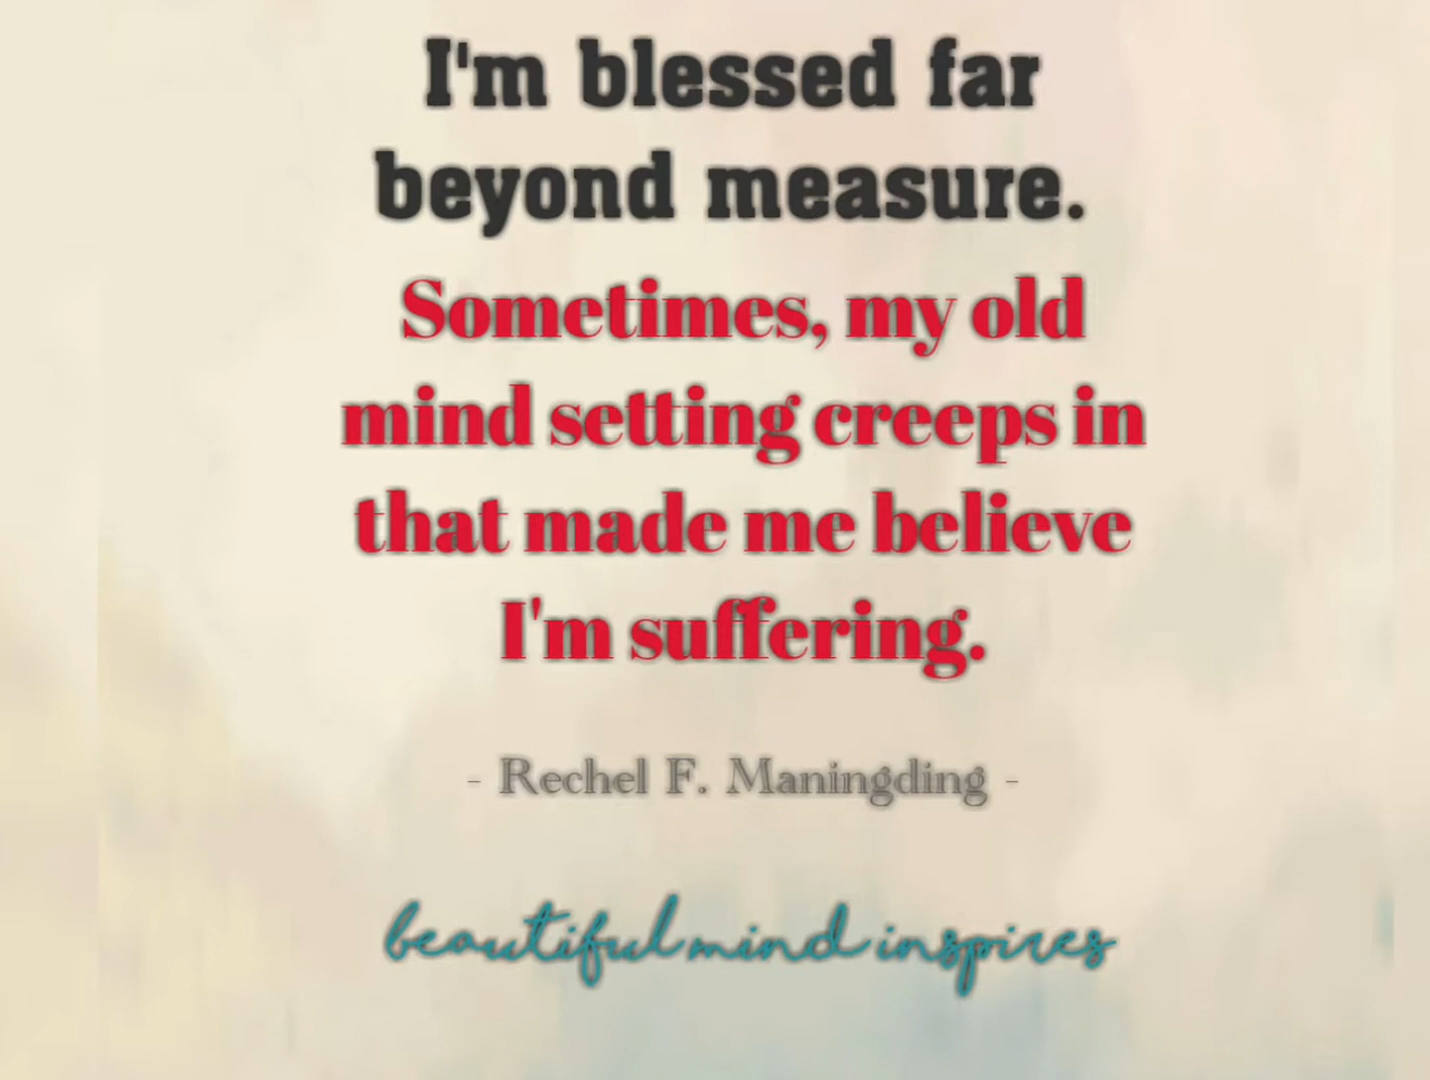 I'm blessed far
beyond measure.
Sometimes, my old
mind setting creeps in
that made me believe
I'm suffering.
- Rechel F. Maningding -
beautiful mind inspires